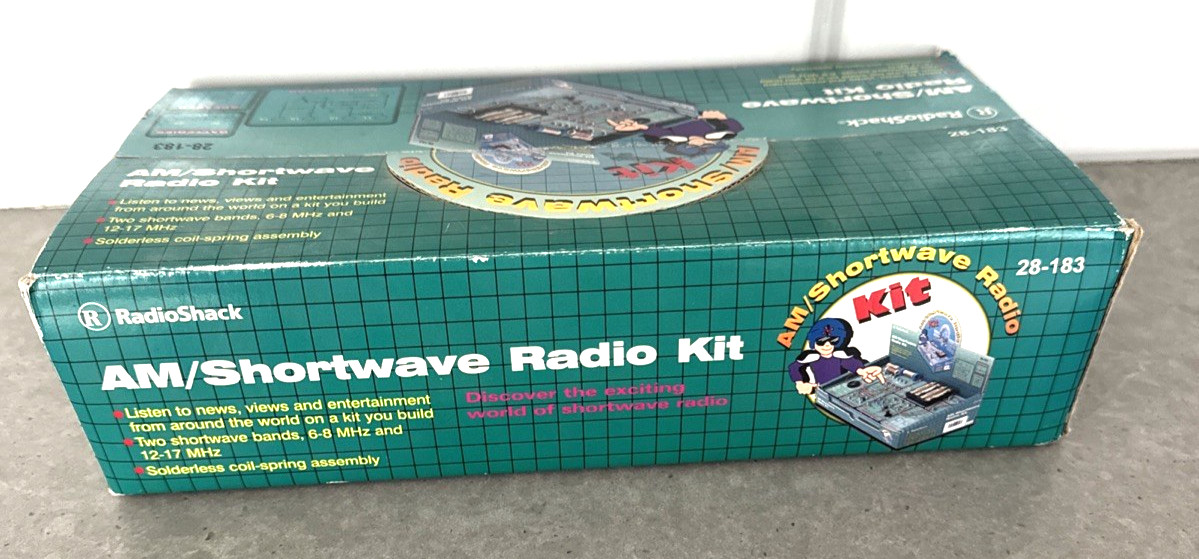 28-183
AM/Shortwave
Radio Kit
Listen to news, views and entertainment
from around the world on a kit you build
Two shortwave bands, 6-8 MHz and
12-17 MHz
Solderless coil-spring assembly
AM/Shortwave Radio
Kit
AM/Shortwave
Radio Kit
RadioShack
28-183
R RadioShack
AM/Shortwave Radio Kit
Listen to news, views and entertainment
from around the world on a kit you build
Two shortwave bands, 6-8 MHz and
12-17 MHz
Solderless coil-spring assembly
Discover the exciting
world of shortwave radio
AM/Shortwave Radio
Kit
28-183